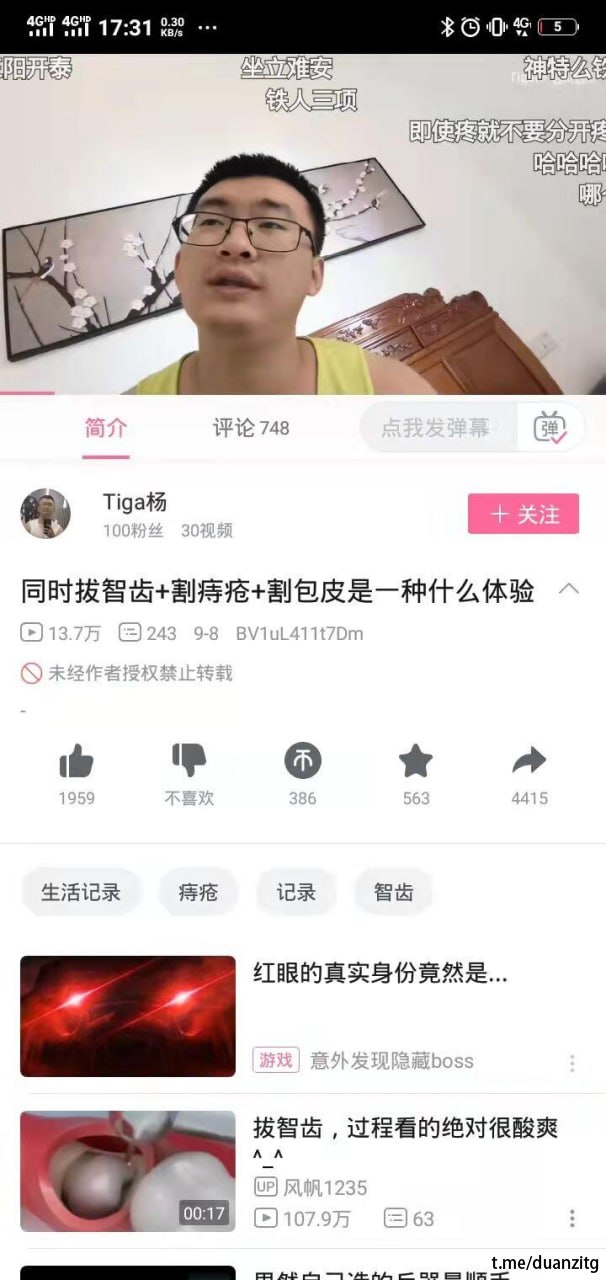 4GHD 4GHD 17:31 0.30 KB/s ... 4G 5
阳开泰
坐立难安
神特么铁
铁人三项
即使疼就不要分开疼
哈哈哈哈
哪
简介
评论 748
点我发弹幕
弹
Tiga杨
100粉丝 30视频
+ 关注
同时拔智齿+割痔疮+割包皮是一种什么体验
13.7万 243 9-8 BV1uL411t7Dm
未经作者授权禁止转载
-
1959 不喜欢 386 563 4415
生活记录 痔疮 记录 智齿
红眼的真实身份竟然是...
游戏 意外发现隐藏boss
拔智齿，过程看的绝对很酸爽
^_^
UP 风帆1235
00:17
107.9万 63
t.me/duanzitg